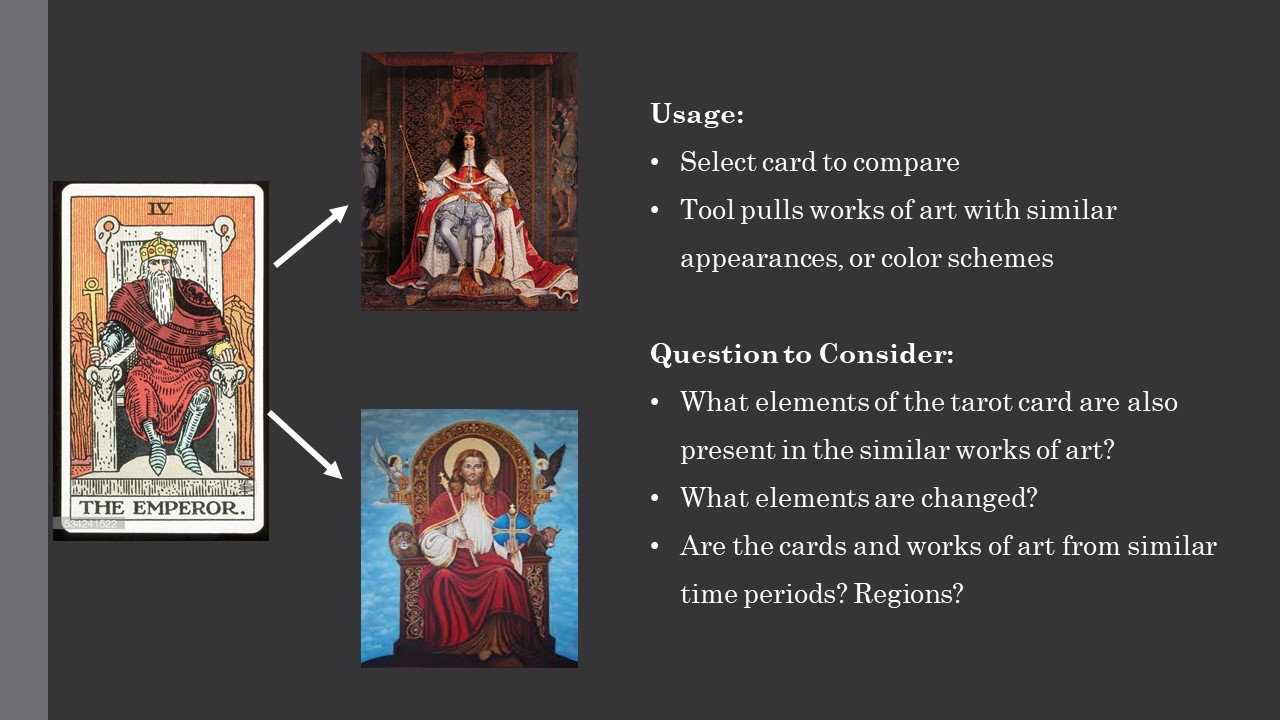 IV
THE EMPEROR.
534241522
Usage:
• Select card to compare
• Tool pulls works of art with similar
appearances, or color schemes
Question to Consider:
• What elements of the tarot card are also
present in the similar works of art?
• What elements are changed?
• Are the cards and works of art from similar
time periods? Regions?